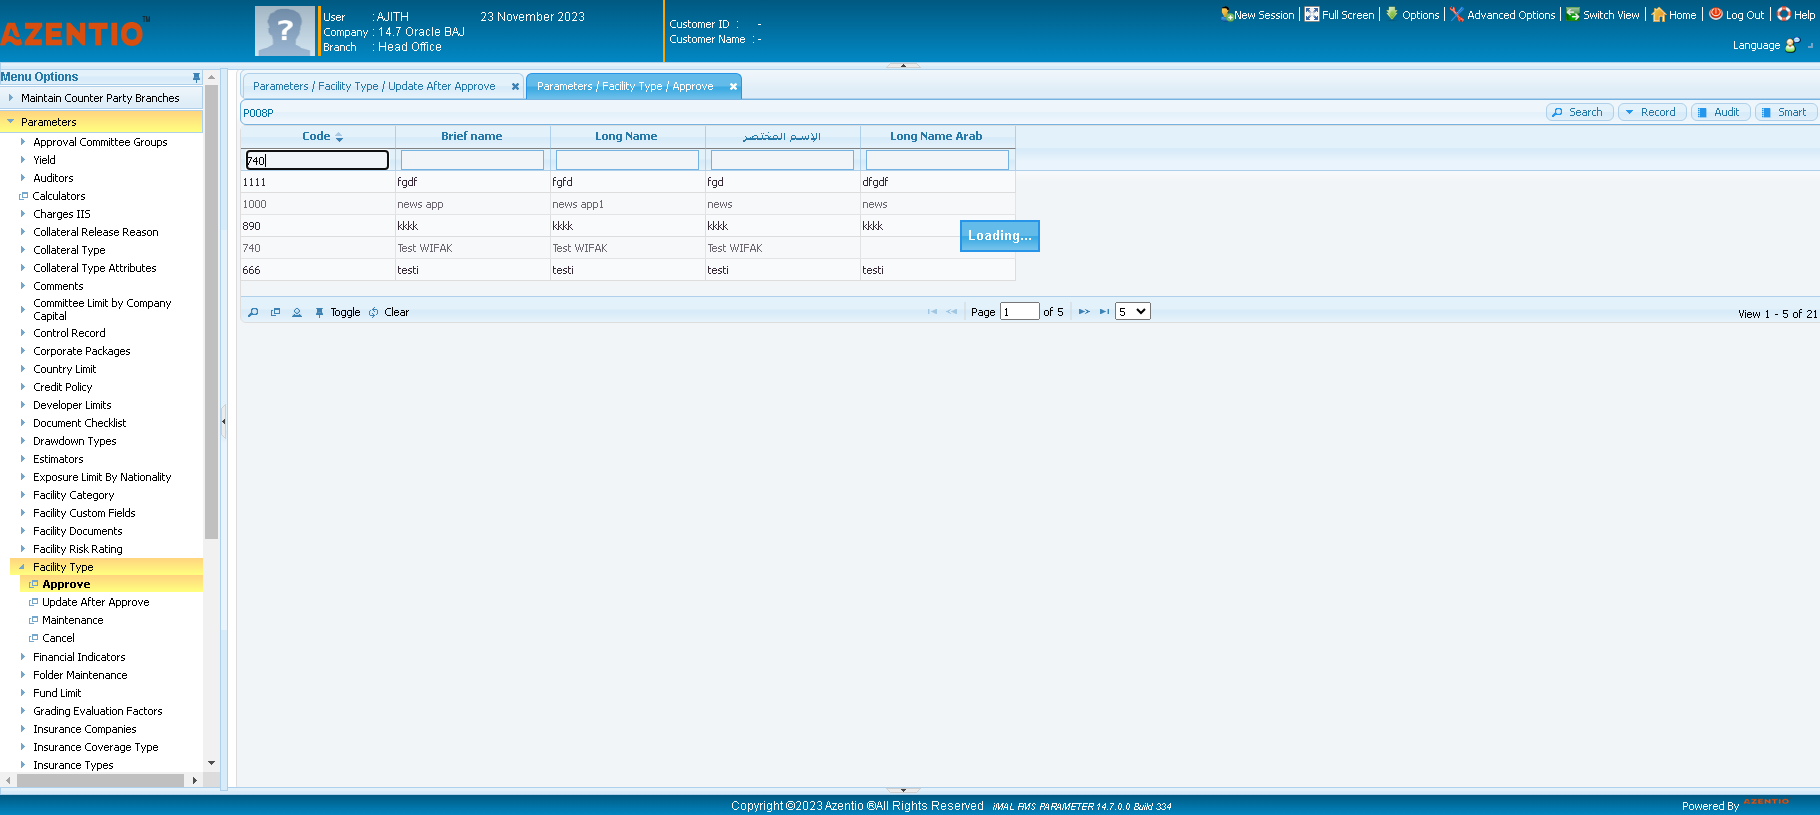 AZENTIO™
User : AJITH 23 November 2023
Company : 14.7 Oracle BAJ
Branch : Head Office
Customer ID : -
Customer Name : -
New Session Full Screen Options Advanced Options Switch View Home Log Out Help
Language
Menu Options
Maintain Counter Party Branches
Parameters
Approval Committee Groups
Yield
Auditors
Calculators
Charges IIS
Collateral Release Reason
Collateral Type
Collateral Type Attributes
Comments
Committee Limit by Company
Capital
Control Record
Corporate Packages
Country Limit
Credit Policy
Developer Limits
Document Checklist
Drawdown Types
Estimators
Exposure Limit By Nationality
Facility Category
Facility Custom Fields
Facility Documents
Facility Risk Rating
Facility Type
Approve
Update After Approve
Maintenance
Cancel
Financial Indicators
Folder Maintenance
Fund Limit
Grading Evaluation Factors
Insurance Companies
Insurance Coverage Type
Insurance Types
Parameters / Facility Type / Update After Approve
Parameters / Facility Type / Approve
P008P
Search Record Audit Smart
Code Brief name Long Name الإسم المختصر Long Name Arab
740
1111 fgdf fgfd fgd dfgdf
1000 news app news app1 news news
890 kkkk kkkk kkkk kkkk
740 Test WIFAK Test WIFAK Test WIFAK
666 testi testi testi testi
Loading...
Toggle Clear
Page 1 of 5 5
View 1 - 5 of 21
Copyright ©2023 Azentio ®All Rights Reserved iMAL PMS PARAMETER 14.7.0.0 Build 334
Powered By AZENTIO